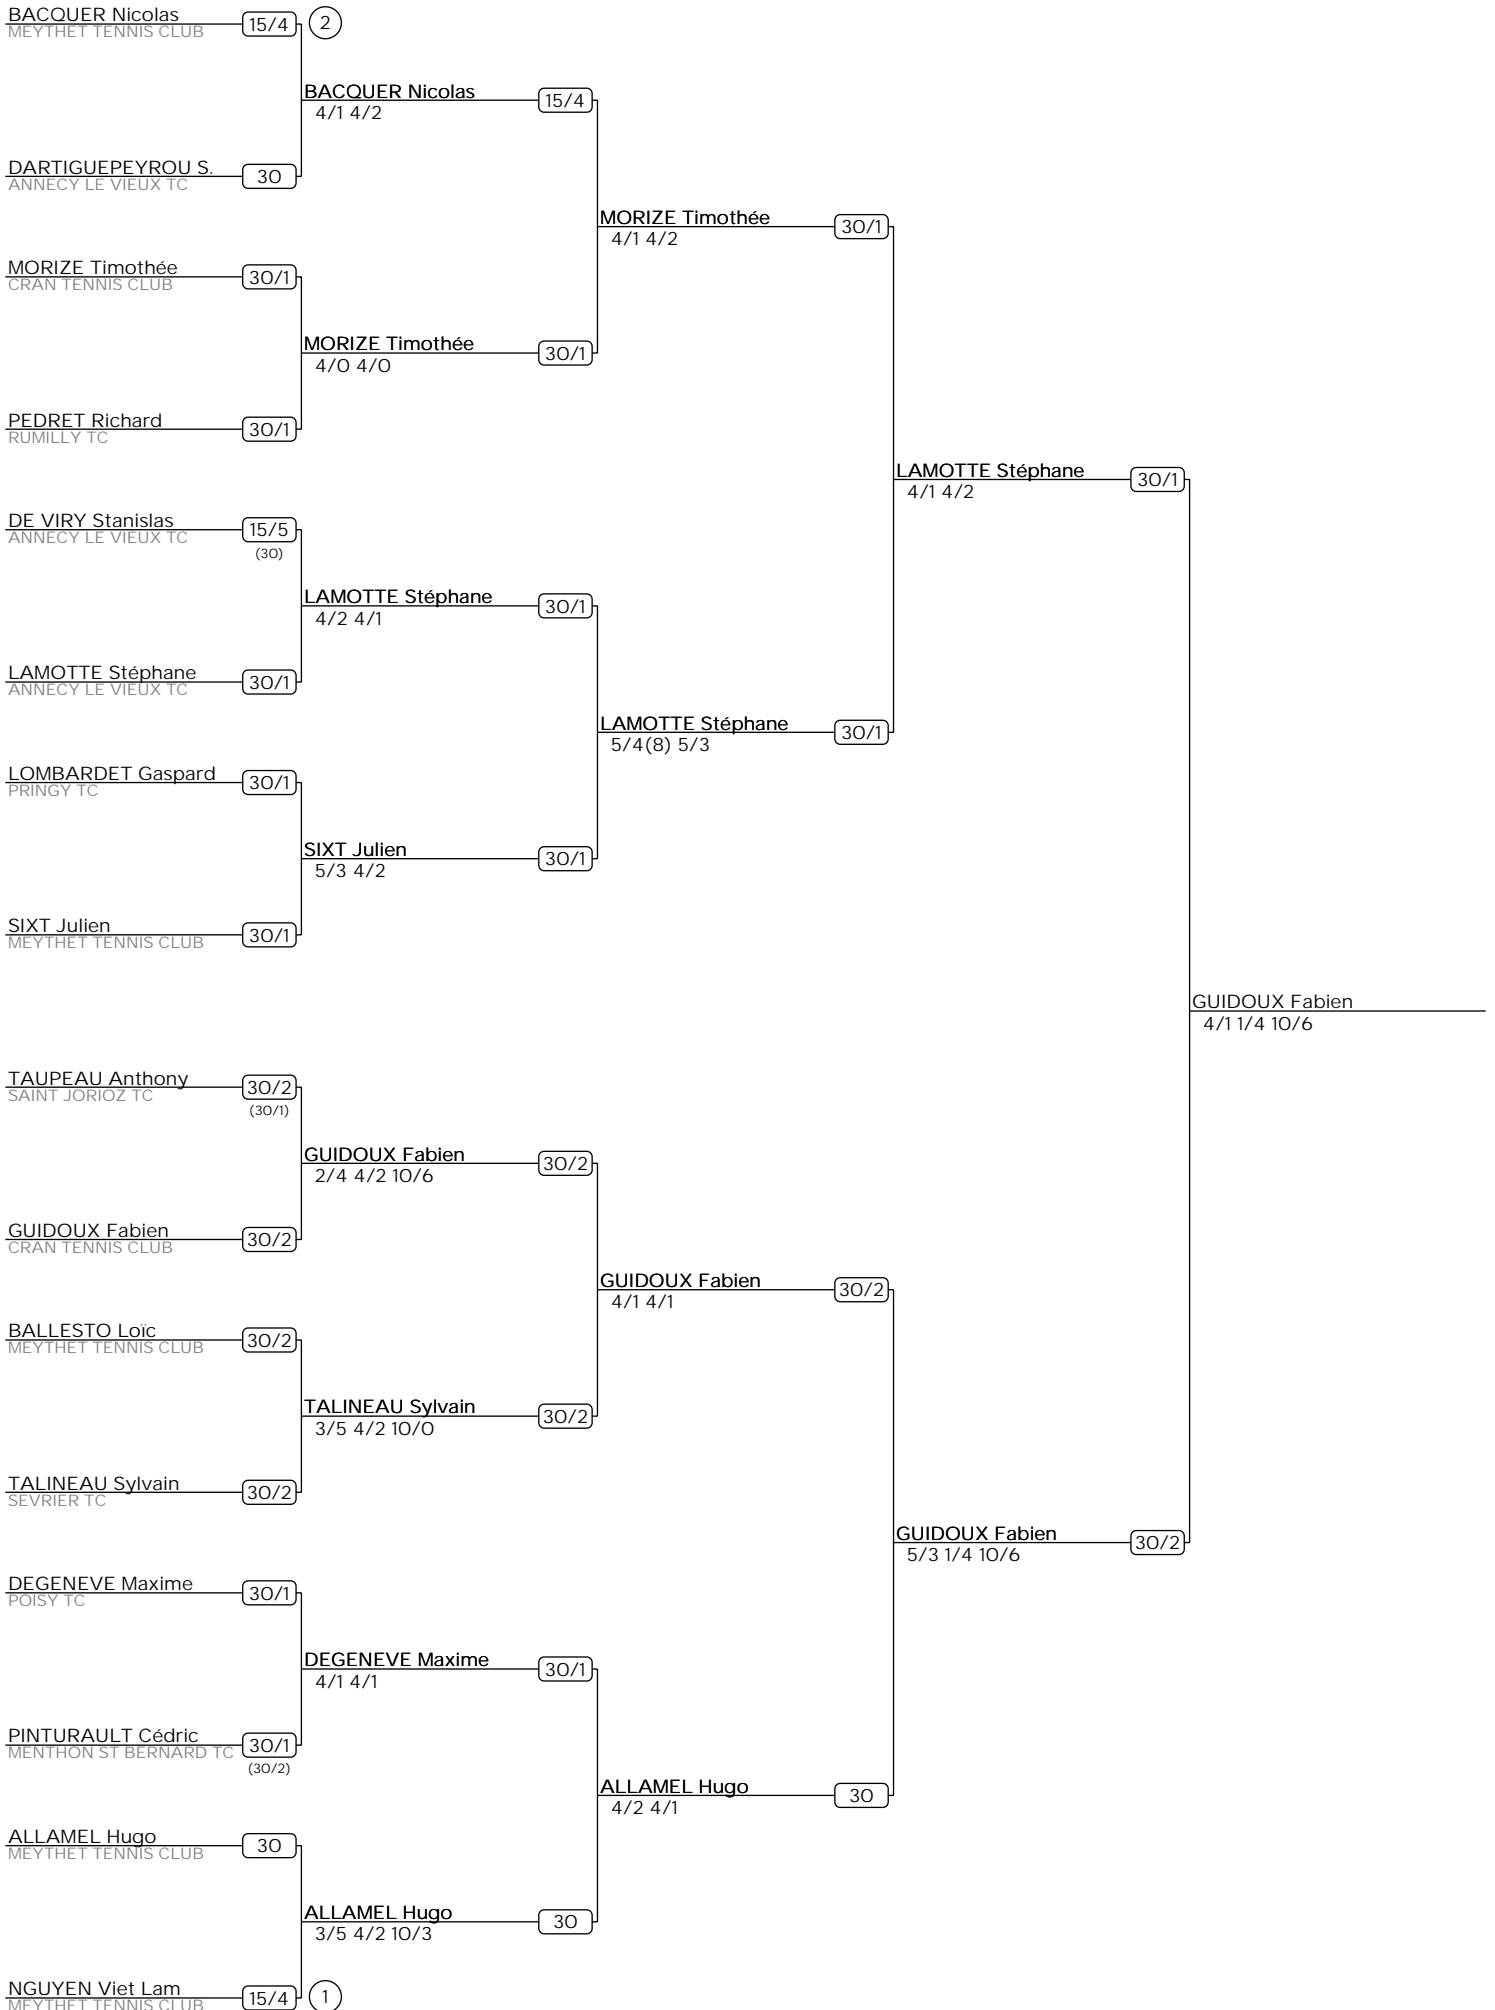 BACQUER Nicolas
MEYTHET TENNIS CLUB
15/4
2
BACQUER Nicolas
4/1 4/2
15/4
DARTIGUEPEYROU S.
ANNECY LE VIEUX TC
30
MORIZE Timothée
4/1 4/2
30/1
MORIZE Timothée
CRAN TENNIS CLUB
30/1
MORIZE Timothée
4/0 4/0
30/1
PEDRET Richard
RUMILLY TC
30/1
LAMOTTE Stéphane
4/1 4/2
30/1
DE VIRY Stanislas
ANNECY LE VIEUX TC
15/5
(30)
LAMOTTE Stéphane
4/2 4/1
30/1
LAMOTTE Stéphane
ANNECY LE VIEUX TC
30/1
LAMOTTE Stéphane
5/4(8) 5/3
30/1
LOMBARDET Gaspard
PRINGY TC
30/1
SIXT Julien
5/3 4/2
30/1
SIXT Julien
MEYTHET TENNIS CLUB
30/1
GUIDOUX Fabien
4/1 1/4 10/6
TAUPEAU Anthony
SAINT JORIOZ TC
30/2
(30/1)
GUIDOUX Fabien
2/4 4/2 10/6
30/2
GUIDOUX Fabien
CRAN TENNIS CLUB
30/2
GUIDOUX Fabien
4/1 4/1
30/2
BALLESTO Loïc
MEYTHET TENNIS CLUB
30/2
TALINEAU Sylvain
3/5 4/2 10/0
30/2
TALINEAU Sylvain
SEVRIER TC
30/2
GUIDOUX Fabien
5/3 1/4 10/6
30/2
DEGENEVE Maxime
POISY TC
30/1
DEGENEVE Maxime
4/1 4/1
30/1
PINTURAULT Cédric
MENTHON ST BERNARD TC
30/1
(30/2)
ALLAMEL Hugo
4/2 4/1
30
ALLAMEL Hugo
MEYTHET TENNIS CLUB
30
ALLAMEL Hugo
3/5 4/2 10/3
30
NGUYEN Viet Lam
MEYTHET TENNIS CLUB
15/4
1